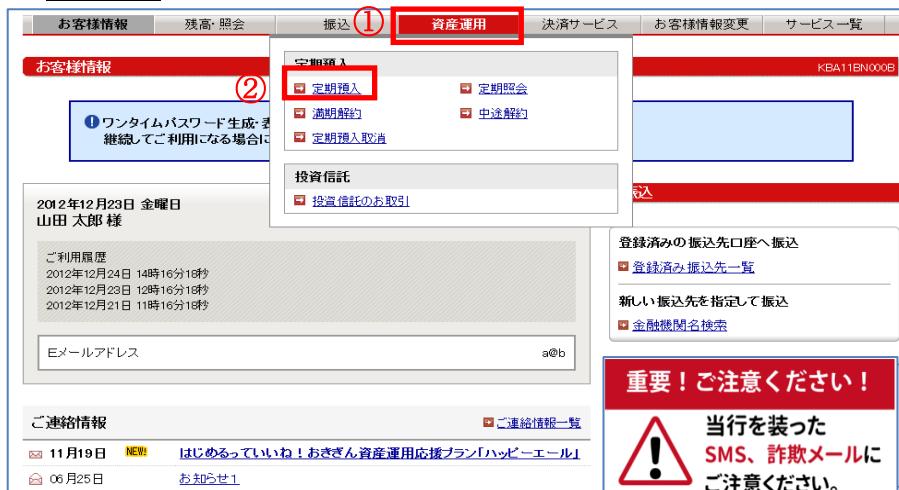 お客様情報 残高・照会 振込 ① 資産運用 決済サービス お客様情報変更 サービス一覧
お客様情報
KBA11BN000B
定期預入
② 定期預入 定期照会
満期解約 中途解約
定期預入取消
投資信託
投資信託のお取引
ワンタイムパスワード生成・表
継続してご利用になる場合に
2012年12月23日 金曜日
山田 太郎 様
ご利用履歴
2012年12月24日 14時16分18秒
2012年12月23日 12時16分18秒
2012年12月21日 11時16分18秒
Eメールアドレス a@b
振込
登録済みの振込先口座へ振込
登録済み振込先一覧
新しい振込先を指定して振込
金融機関名検索
ご連絡情報 ご連絡情報一覧
11月19日 NEW! はじめるっていいね！おきぎん資産運用応援プラン「ハッピーエール」
06月25日 お知らせ1
重要！ご注意ください！
当行を装った
SMS、詐欺メールに
ご注意ください。